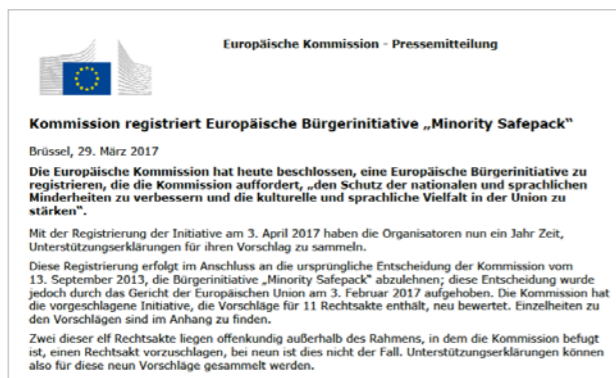 Europäische Kommission - Pressemitteilung
Kommission registriert Europäische Bürgerinitiative „Minority Safepack“
Brüssel, 29. März 2017
Die Europäische Kommission hat heute beschlossen, eine Europäische Bürgerinitiative zu
registrieren, die die Kommission auffordert, „den Schutz der nationalen und sprachlichen
Minderheiten zu verbessern und die kulturelle und sprachliche Vielfalt in der Union zu
stärken“.
Mit der Registrierung der Initiative am 3. April 2017 haben die Organisatoren nun ein Jahr Zeit,
Unterstützungserklärungen für ihren Vorschlag zu sammeln.
Diese Registrierung erfolgt im Anschluss an die ursprüngliche Entscheidung der Kommission vom
13. September 2013, die Bürgerinitiative „Minority Safepack“ abzulehnen; diese Entscheidung wurde
jedoch durch das Gericht der Europäischen Union am 3. Februar 2017 aufgehoben. Die Kommission hat
die vorgeschlagene Initiative, die Vorschläge für 11 Rechtsakte enthält, neu bewertet. Einzelheiten zu
den Vorschlägen sind im Anhang zu finden.
Zwei dieser elf Rechtsakte liegen offenkundig außerhalb des Rahmens, in dem die Kommission befugt
ist, einen Rechtsakt vorzuschlagen, bei neun ist dies nicht der Fall. Unterstützungserklärungen können
also für diese neun Vorschläge gesammelt werden.